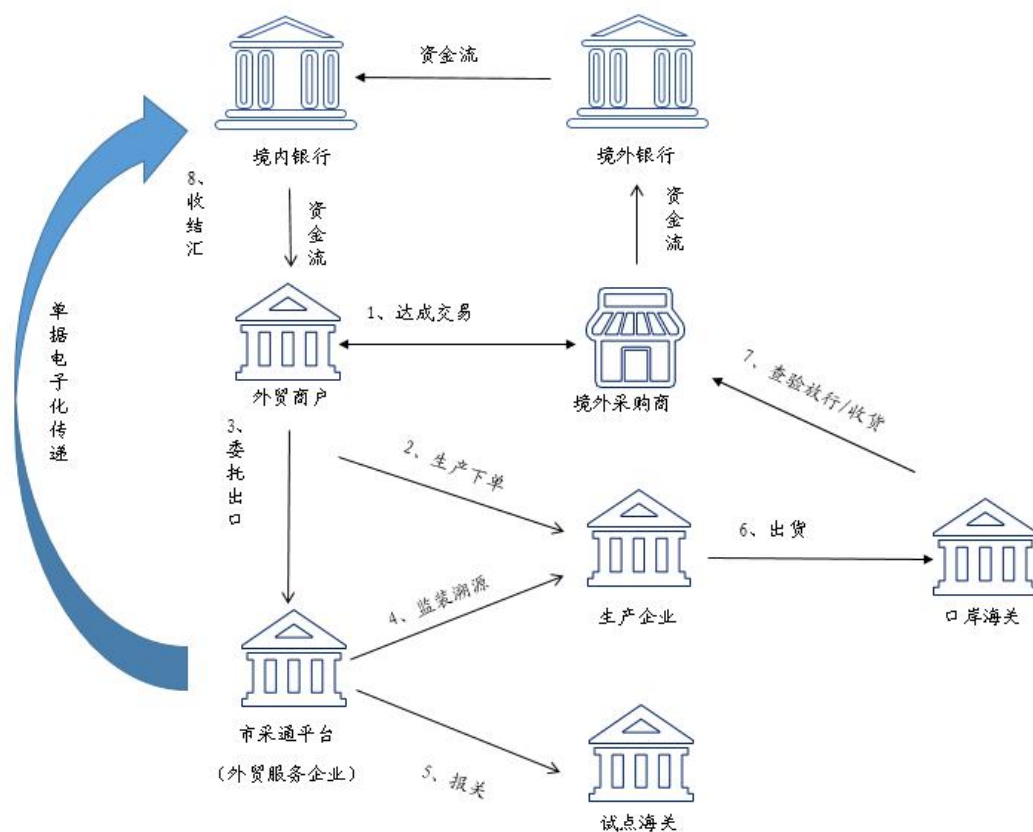 资金流
境内银行
境外银行
8、收结汇
资金流
资金流
单据电子化传递
1、达成交易
外贸商户
境外采购商
7、查验放行/收货
3、委托出口
2、生产下单
6、出货
4、监装溯源
生产企业
口岸海关
市采通平台
（外贸服务企业）
5、报关
试点海关